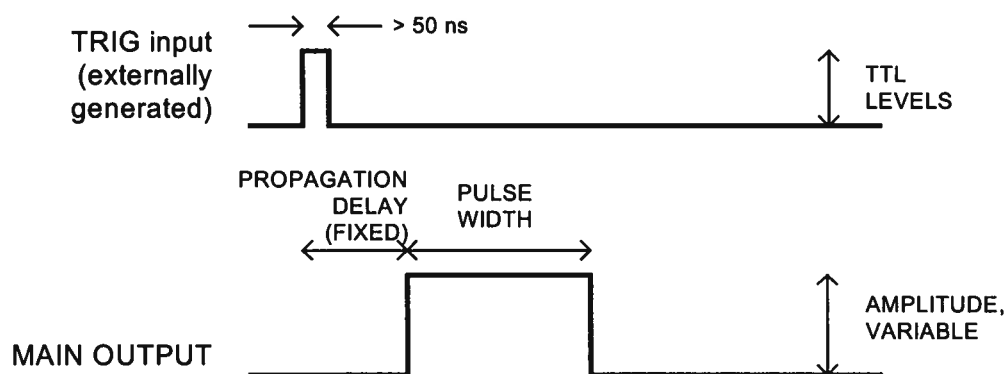 > 50 ns
TRIG input
(externally
generated)
TTL
LEVELS
PROPAGATION
DELAY
(FIXED)
PULSE
WIDTH
AMPLITUDE,
VARIABLE
MAIN OUTPUT